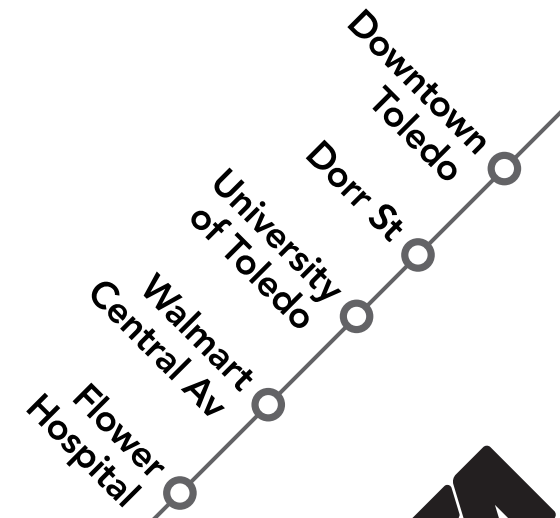 Downtown
Toledo
Dorr St
University
of Toledo
Walmart
Central Av
Flower
Hospital